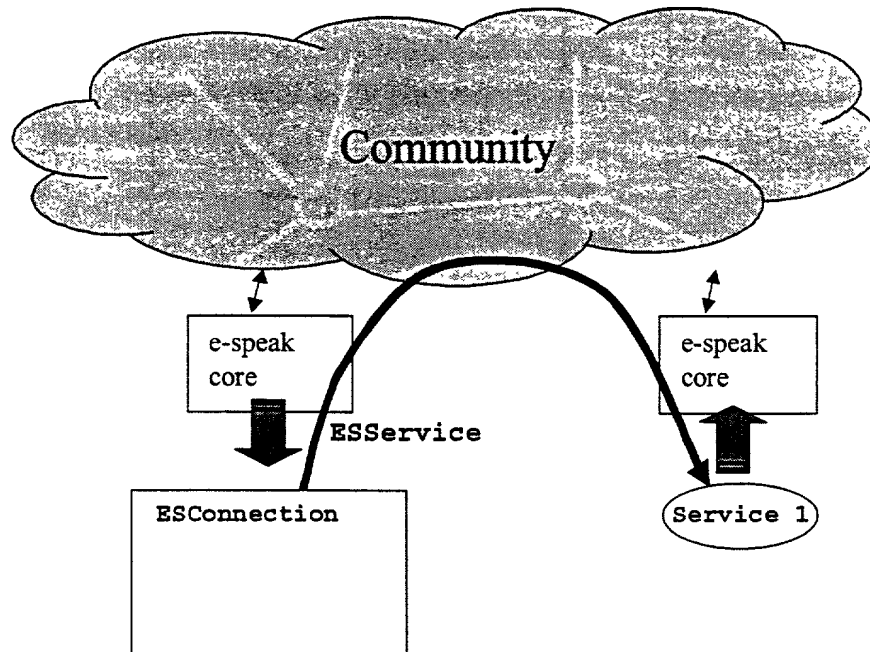 Community
e-speak
core
e-speak
core
ESService
ESConnection
Service 1